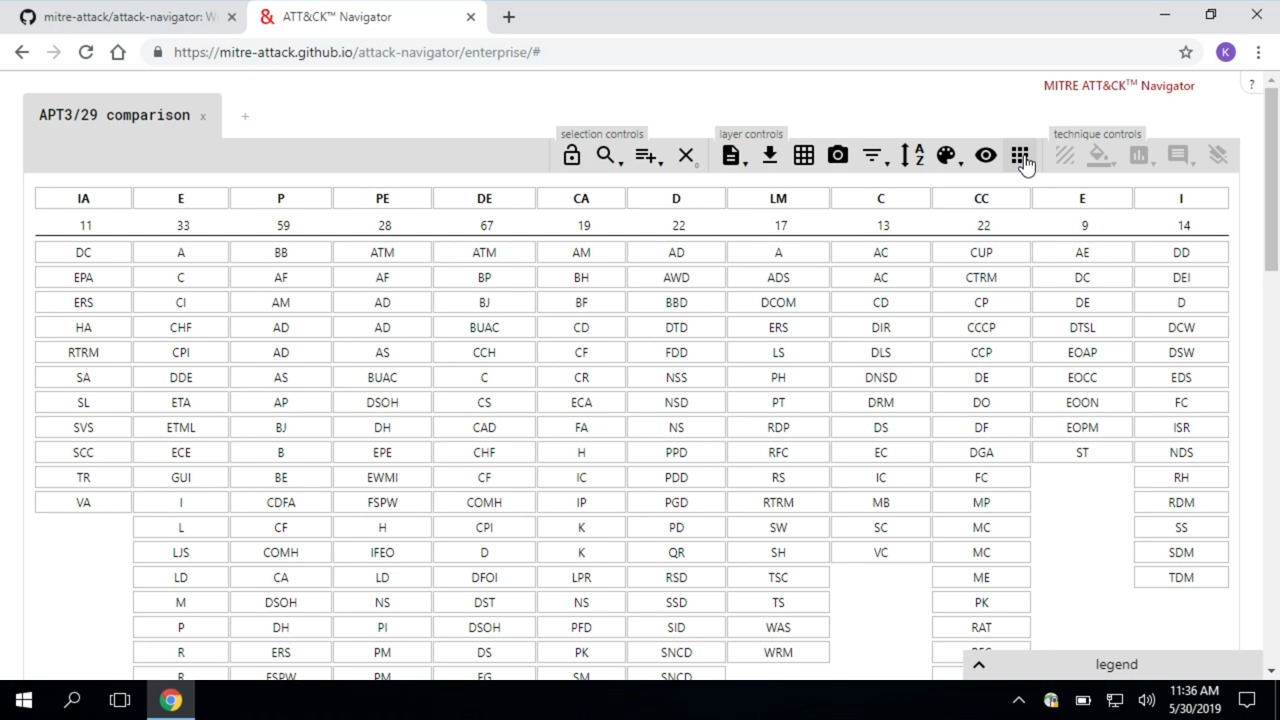 mitre-attack/attack-navigator: W
ATT&CK™ Navigator
https://mitre-attack.github.io/attack-navigator/enterprise/#
K
MITRE ATT&CK™ Navigator
?
APT3/29 comparison x
+
selection controls layer controls technique controls
IA E P PE DE CA D LM C CC E I
11 33 59 28 67 19 22 17 13 22 9 14
DC A BB ATM ATM AM AD A AC CUP AE DD
EPA C AF AF BP BH AWD ADS AC CTRM DC DEI
ERS CI AM AD BJ BF BBD DCOM CD CP DE D
HA CHF AD AD BUAC CD DTD ERS DIR CCCP DTSL DCW
RTRM CPI AD AS CCH CF FDD LS DLS CCP EOAP DSW
SA DDE AS BUAC C CR NSS PH DNSD DE EOCC EDS
SL ETA AP DSOH CS ECA NSD PT DRM DO EOON FC
SVS ETML BJ DH CAD FA NS RDP DS DF EOPM ISR
SCC ECE B EPE CHF H PPD RFC EC DGA ST NDS
TR GUI BE EWMI CF IC PDD RS IC FC RH
VA I CDFA FSPW COMH IP PGD RTRM MB MP RDM
L CF H CPI K PD SW SC MC SS
LJS COMH IFEO D K QR SH VC MC SDM
LD CA LD DFOI LPR RSD TSC ME TDM
M DSOH NS DST NS SSD TS PK
P DH PI DSOH PFD SID WAS RAT
R ERS PM DS PK SNCD WRM
R FSPW PM FG SM SNCD
legend
11:36 AM
5/30/2019